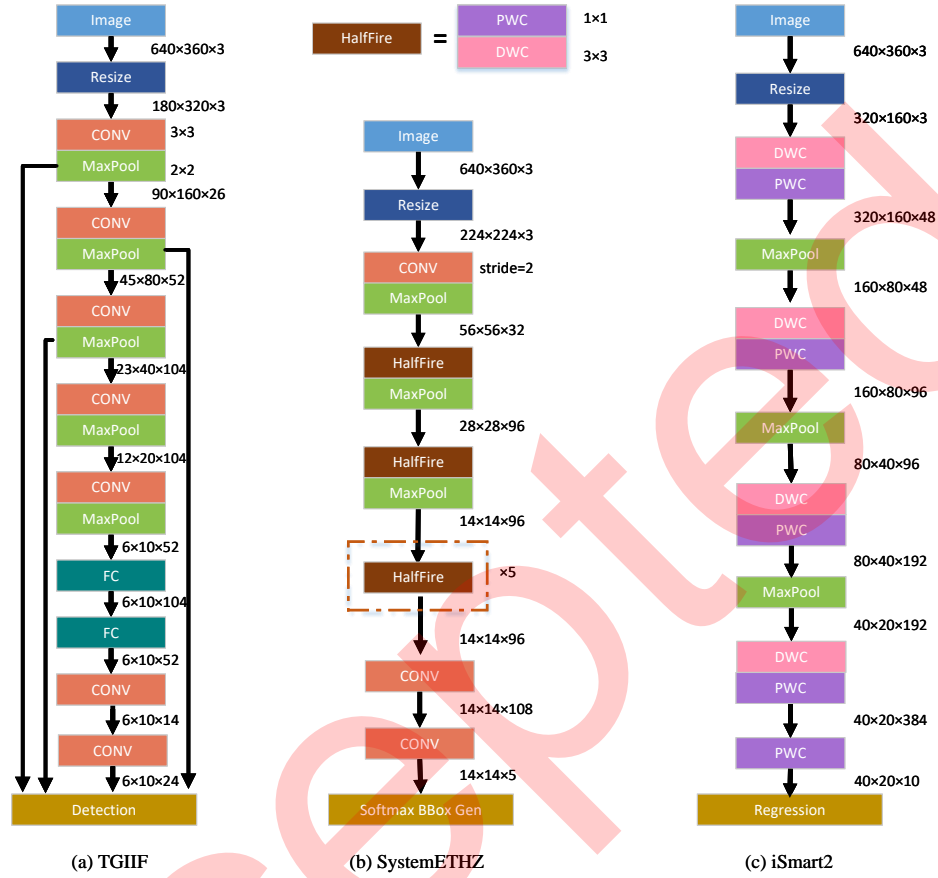 Image
640×360×3
Resize
180×320×3
CONV
3×3
MaxPool
2×2
90×160×26
CONV
MaxPool
45×80×52
CONV
MaxPool
23×40×104
CONV
MaxPool
12×20×104
CONV
MaxPool
6×10×52
FC
6×10×104
FC
6×10×52
CONV
6×10×14
CONV
6×10×24
Detection
(a) TGIIF
HalfFire
=
PWC
1×1
DWC
3×3
Image
640×360×3
Resize
224×224×3
CONV
stride=2
MaxPool
56×56×32
HalfFire
MaxPool
28×28×96
HalfFire
MaxPool
14×14×96
HalfFire
×5
14×14×96
CONV
14×14×108
CONV
14×14×5
Softmax BBox Gen
(b) SystemETHZ
Image
640×360×3
Resize
320×160×3
DWC
PWC
320×160×48
MaxPool
160×80×48
DWC
PWC
160×80×96
MaxPool
80×40×96
DWC
PWC
80×40×192
MaxPool
40×20×192
DWC
PWC
40×20×384
PWC
40×20×10
Regression
(c) iSmart2